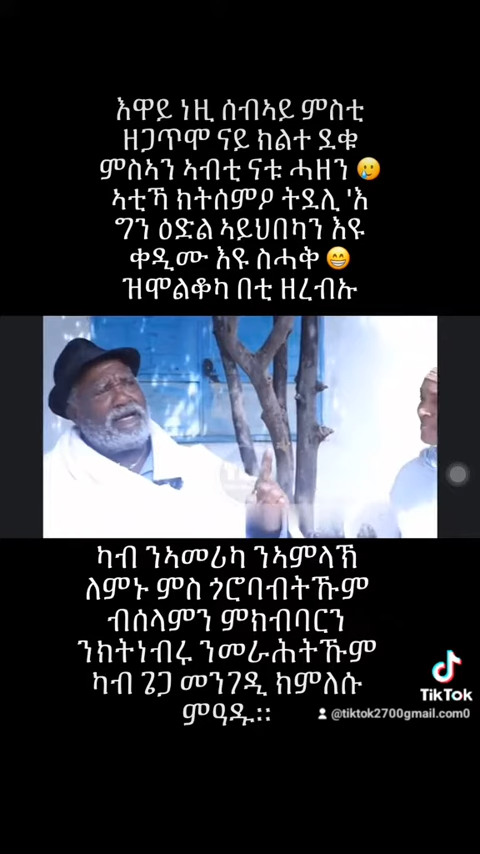 እዋይ ነዚ ሰብኣይ ምስቲ
ዘጋጥሞ ናይ ክልተ ደቁ
ምስኣን ኣብቲ ናቱ ሓዘን 🥲
ኣቲኻ ክትሰምዖ ትደሊ 'እ
ግን ዕድል ኣይህበካን እዩ
ቀዲሙ እዩ ስሓቅ 😁
ዝሞልቆካ በቲ ዘረብኡ
ካብ ንኣመሪካ ንኣምላኽ
ለምኑ ምስ ጎሮባብትኹም
ብሰላምን ምክብባርን
ንክትነብሩ ንመራሕትኹም
ካብ ጌጋ መንገዲ ክምለሱ
ምዓዱ።
TikTok
@tiktok2700gmail.com0